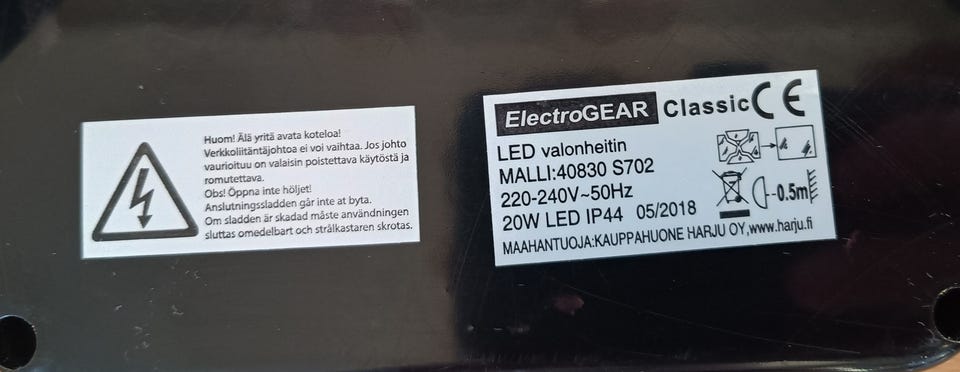 Huom! Älä yritä avata koteloa!
Verkkoliitäntäjohtoa ei voi vaihtaa. Jos johto
vaurioituu on valaisin poistettava käytöstä ja
romutettava.
Obs! Öppna inte höljet!
Anslutningssladden går inte at byta.
Om sladden är skadad måste användningen
sluttas omedelbart och strålkastaren skrotas.
ElectroGEAR Classic CE
LED valonheitin
MALLI:40830 S702
220-240V~50Hz
20W LED IP44 05/2018
0.5m
MAAHANTUOJA:KAUPPAHUONE HARJU OY,www.harju.fi